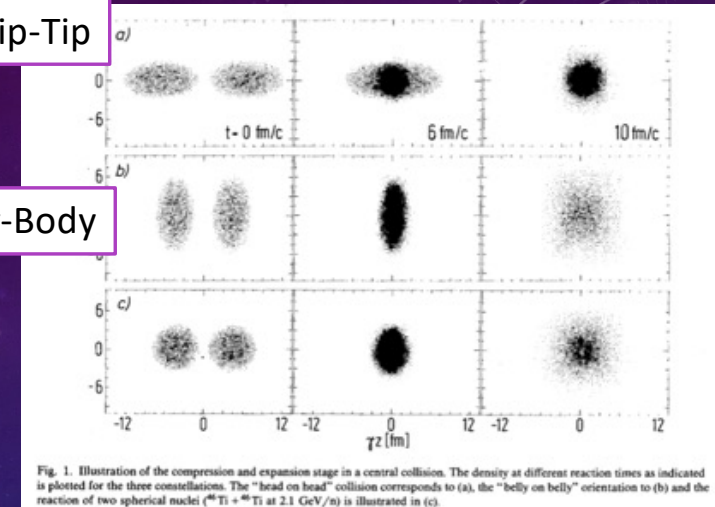 ip-Tip
a)
0
-6
t- 0 fm/c
6 fm/c
10 fm/c
-Body
6
b)
6
c)
0
-6
-12 0 12 -12 0 12 -12 0 12
γz [fm]
Fig. 1. Illustration of the compression and expansion stage in a central collision. The density at different reaction times as indicated
is plotted for the three constellations. The "head on head" collision corresponds to (a), the "belly on belly" orientation to (b) and the
reaction of two spherical nuclei (⁴⁶Ti + ⁴⁶Ti at 2.1 GeV/n) is illustrated in (c).